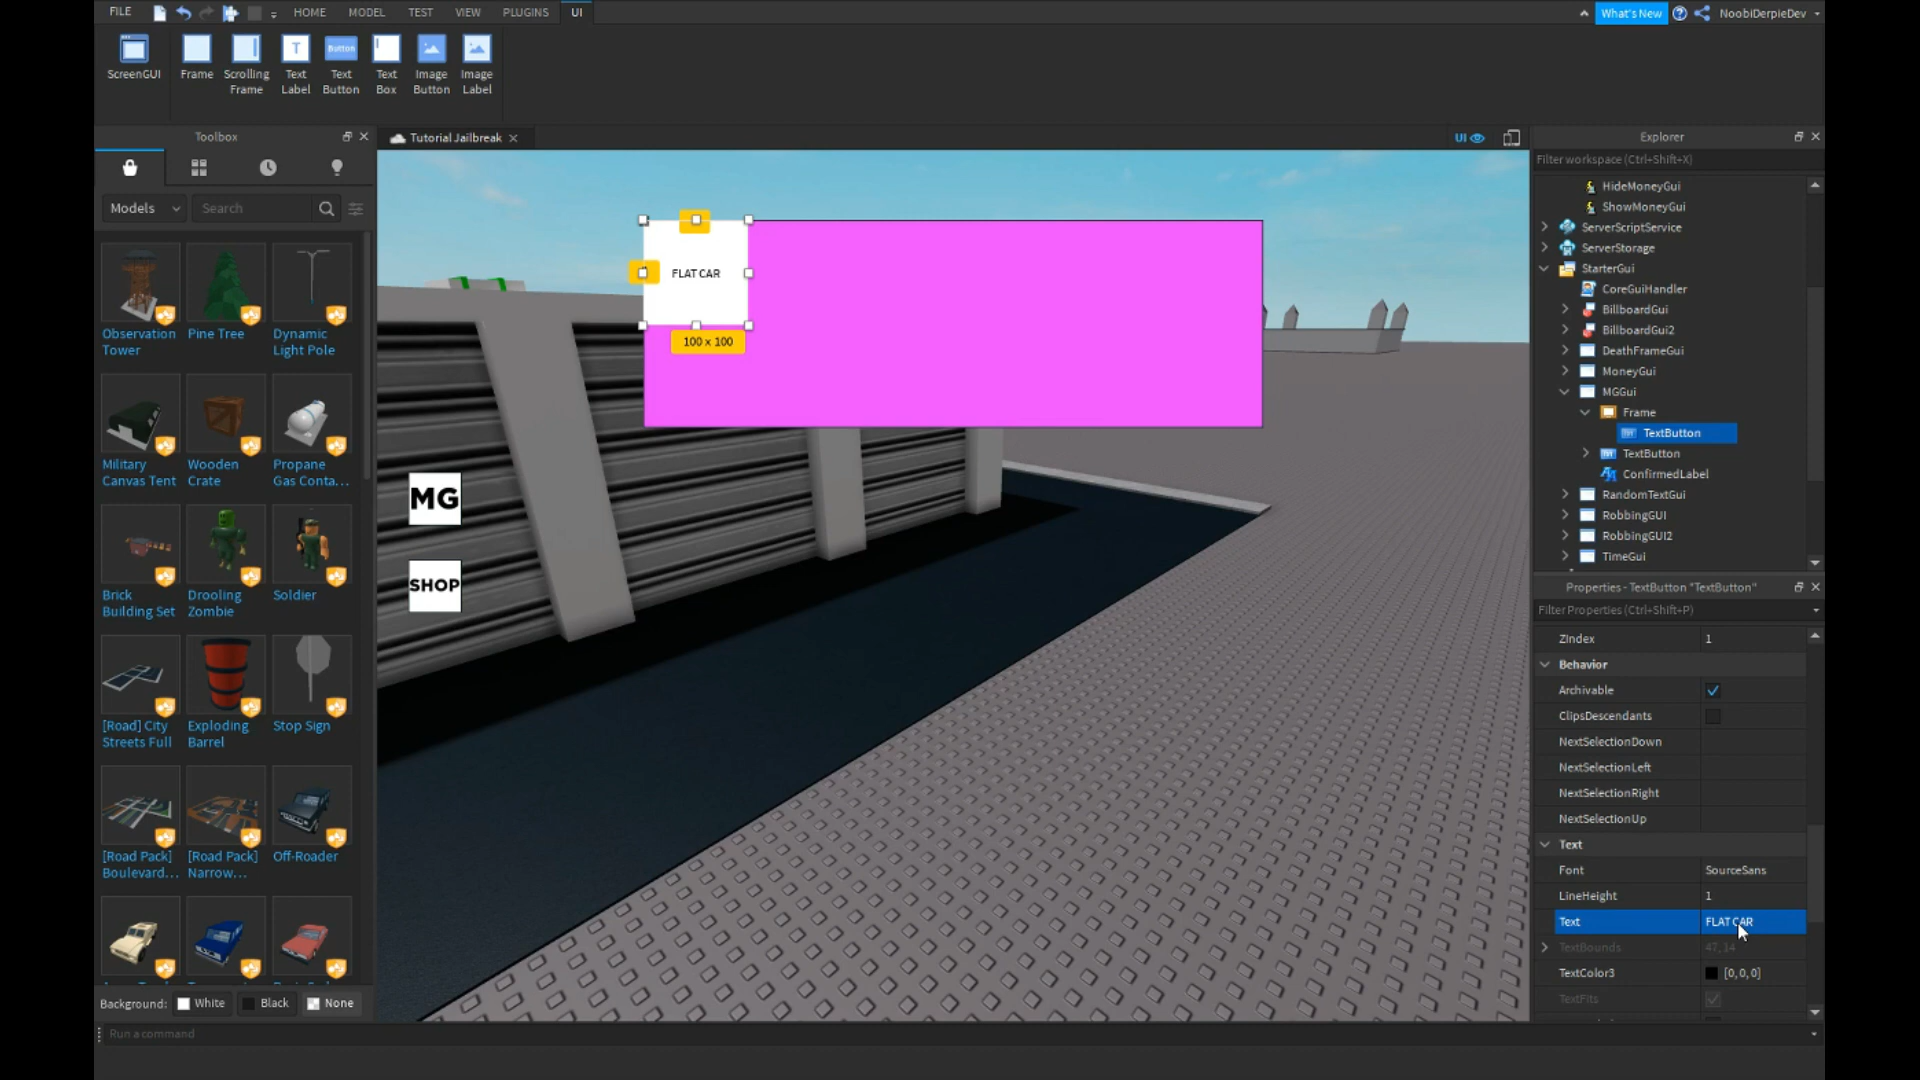 FILE
HOME
MODEL
TEST
VIEW
PLUGINS
UI
What's New
NoobiDerpieDev
ScreenGUI
Frame
Scrolling
Frame
T
Text
Label
Button
Text
Button
Text
Box
Image
Button
Image
Label
Toolbox
Tutorial Jailbreak
UI
Explorer
Models
Search
Filter workspace (Ctrl+Shift+X)
Observation
Tower
Pine Tree
Dynamic
Light Pole
Military
Canvas Tent
Wooden
Crate
Propane
Gas Conta...
Brick
Building Set
Drooling
Zombie
Soldier
[Road] City
Streets Full
Exploding
Barrel
Stop Sign
[Road Pack]
Boulevard...
[Road Pack]
Narrow...
Off-Roader
Background:
White
Black
None
Run a command
FLAT CAR
100 x 100
MG
SHOP
HideMoneyGui
ShowMoneyGui
ServerScriptService
ServerStorage
StarterGui
CoreGuiHandler
BillboardGui
BillboardGui2
DeathFrameGui
MoneyGui
MGGui
Frame
TextButton
TextButton
ConfirmedLabel
RandomTextGui
RobbingGUI
RobbingGUI2
TimeGui
Properties - TextButton "TextButton"
Filter Properties (Ctrl+Shift+P)
ZIndex 1
Behavior
Archivable
ClipsDescendants
NextSelectionDown
NextSelectionLeft
NextSelectionRight
NextSelectionUp
Text
Font SourceSans
LineHeight 1
Text FLAT CAR
TextBounds 47, 14
TextColor3 [0,0,0]
TextFits